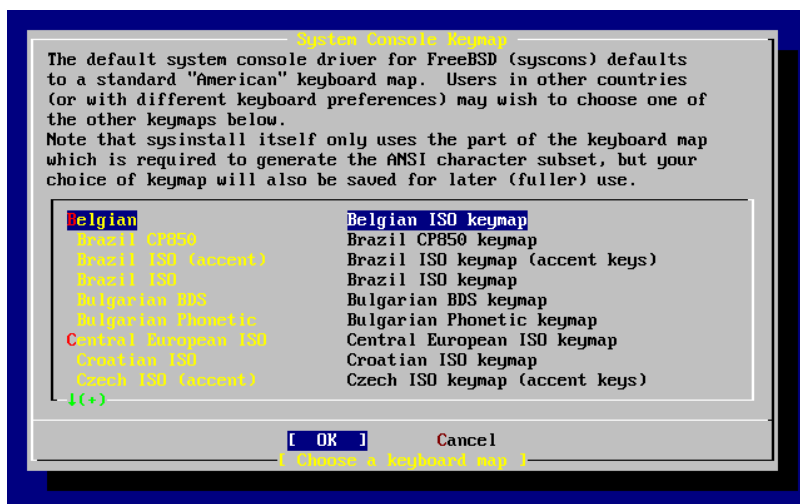 System Console Keymap
The default system console driver for FreeBSD (syscons) defaults
to a standard "American" keyboard map.  Users in other countries
(or with different keyboard preferences) may wish to choose one of
the other keymaps below.
Note that sysinstall itself only uses the part of the keyboard map
which is required to generate the ANSI character subset, but your
choice of keymap will also be saved for later (fuller) use.
Belgian Belgian ISO keymap
Brazil CP850 Brazil CP850 keymap
Brazil ISO (accent) Brazil ISO keymap (accent keys)
Brazil ISO Brazil ISO keymap
Bulgarian BDS Bulgarian BDS keymap
Bulgarian Phonetic Bulgarian Phonetic keymap
Central European ISO Central European ISO keymap
Croatian ISO Croatian ISO keymap
Czech ISO (accent) Czech ISO keymap (accent keys)
↓(+)
[ OK ] Cancel
[ Choose a keyboard map ]